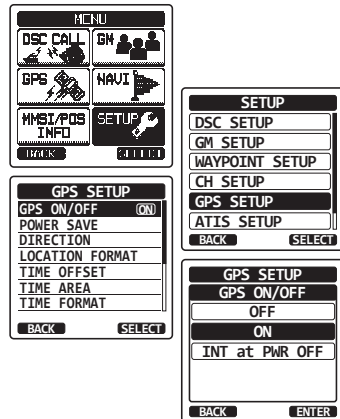 MENU
DSC CALL
GM
GPS
NAVI
MMSI/POS
INFO
SETUP
BACK
SELECT
SETUP
DSC SETUP
GM SETUP
WAYPOINT SETUP
CH SETUP
GPS SETUP
ATIS SETUP
BACK
SELECT
GPS SETUP
GPS ON/OFF (ON)
POWER SAVE
DIRECTION
LOCATION FORMAT
TIME OFFSET
TIME AREA
TIME FORMAT
BACK
SELECT
GPS SETUP
GPS ON/OFF
OFF
ON
INT at PWR OFF
BACK
ENTER